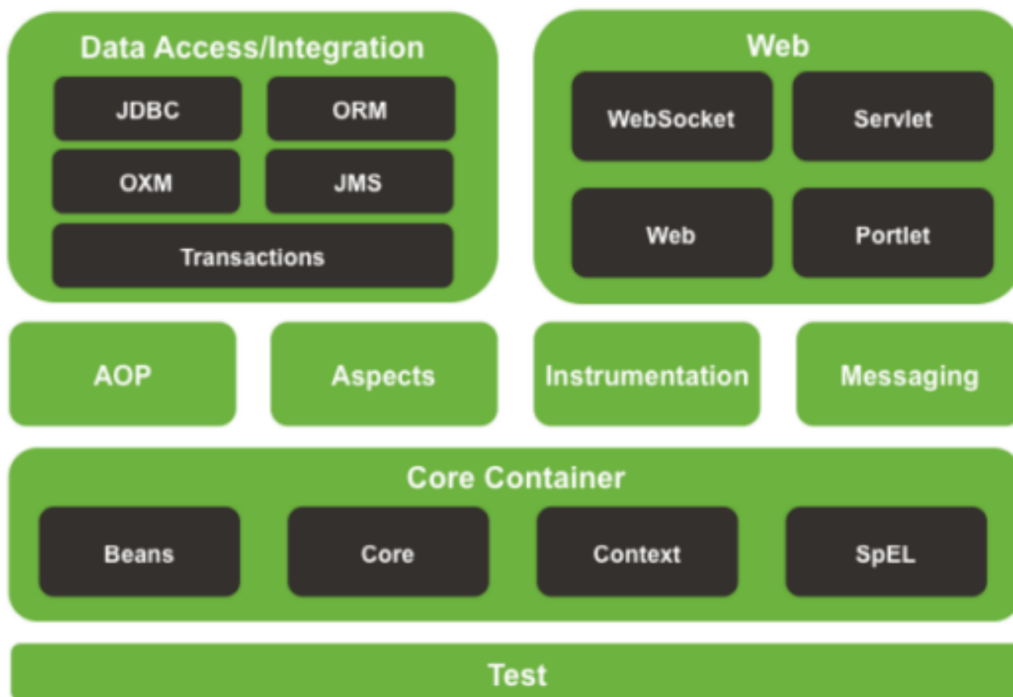 Data Access/Integration
JDBC
ORM
OXM
JMS
Transactions
Web
WebSocket
Servlet
Web
Portlet
AOP
Aspects
Instrumentation
Messaging
Core Container
Beans
Core
Context
SpEL
Test